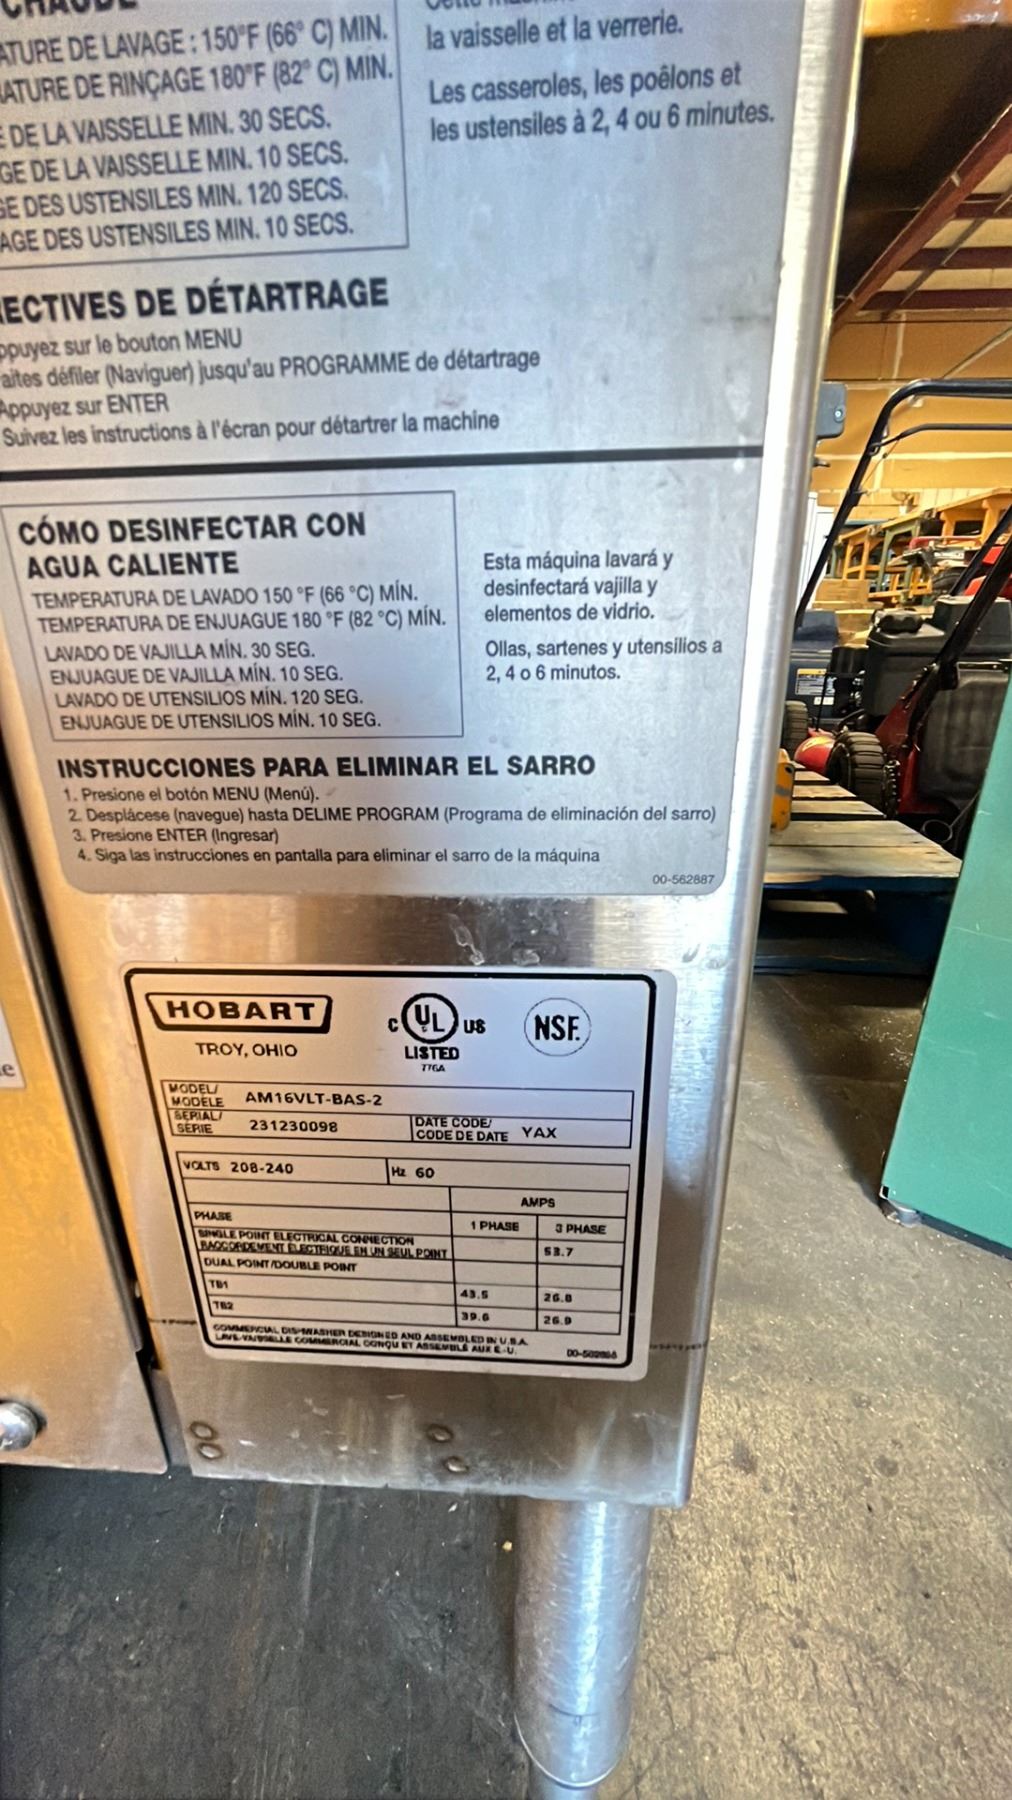 CHAUDE
ATURE DE LAVAGE : 150°F (66° C) MIN.
ATURE DE RINÇAGE 180°F (82° C) MIN.
E DE LA VAISSELLE MIN. 30 SECS.
GE DE LA VAISSELLE MIN. 10 SECS.
GE DES USTENSILES MIN. 120 SECS.
AGE DES USTENSILES MIN. 10 SECS.
la vaisselle et la verrerie.
Les casseroles, les poêlons et
les ustensiles à 2, 4 ou 6 minutes.
ECTIVES DE DÉTARTRAGE
ppuyez sur le bouton MENU
aites défiler (Naviguer) jusqu'au PROGRAMME de détartrage
Appuyez sur ENTER
Suivez les instructions à l'écran pour détartrer la machine
CÓMO DESINFECTAR CON
AGUA CALIENTE
TEMPERATURA DE LAVADO 150 °F (66 °C) MÍN.
TEMPERATURA DE ENJUAGUE 180 °F (82 °C) MÍN.
LAVADO DE VAJILLA MÍN. 30 SEG.
ENJUAGUE DE VAJILLA MÍN. 10 SEG.
LAVADO DE UTENSILIOS MÍN. 120 SEG.
ENJUAGUE DE UTENSILIOS MÍN. 10 SEG.
Esta máquina lavará y
desinfectará vajilla y
elementos de vidrio.
Ollas, sartenes y utensilios a
2, 4 o 6 minutos.
INSTRUCCIONES PARA ELIMINAR EL SARRO
1. Presione el botón MENU (Menú).
2. Desplácese (navegue) hasta DELIME PROGRAM (Programa de eliminación del sarro)
3. Presione ENTER (Ingresar)
4. Siga las instrucciones en pantalla para eliminar el sarro de la máquina
00-562887
HOBART
TROY, OHIO
C UL US
LISTED
776A
NSF.
MODEL/
MODÈLE AM16VLT-BAS-2
SERIAL/
SÉRIE 231230098
DATE CODE/
CODE DE DATE YAX
VOLTS 208-240 Hz 60
AMPS
PHASE 1 PHASE 3 PHASE
SINGLE POINT ELECTRICAL CONNECTION
RACCORDEMENT ÉLECTRIQUE EN UN SEUL POINT 53.7
DUAL POINT/DOUBLE POINT
TB1 43.5 26.8
TB2 39.6 26.9
COMMERCIAL DISHWASHER DESIGNED AND ASSEMBLED IN U.S.A.
LAVE-VAISSELLE COMMERCIAL CONÇU ET ASSEMBLÉ AUX É.-U.